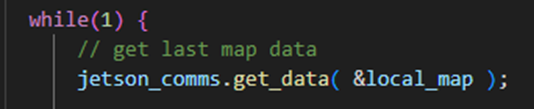 while(1) {
// get last map data
jetson_comms.get_data( &local_map );